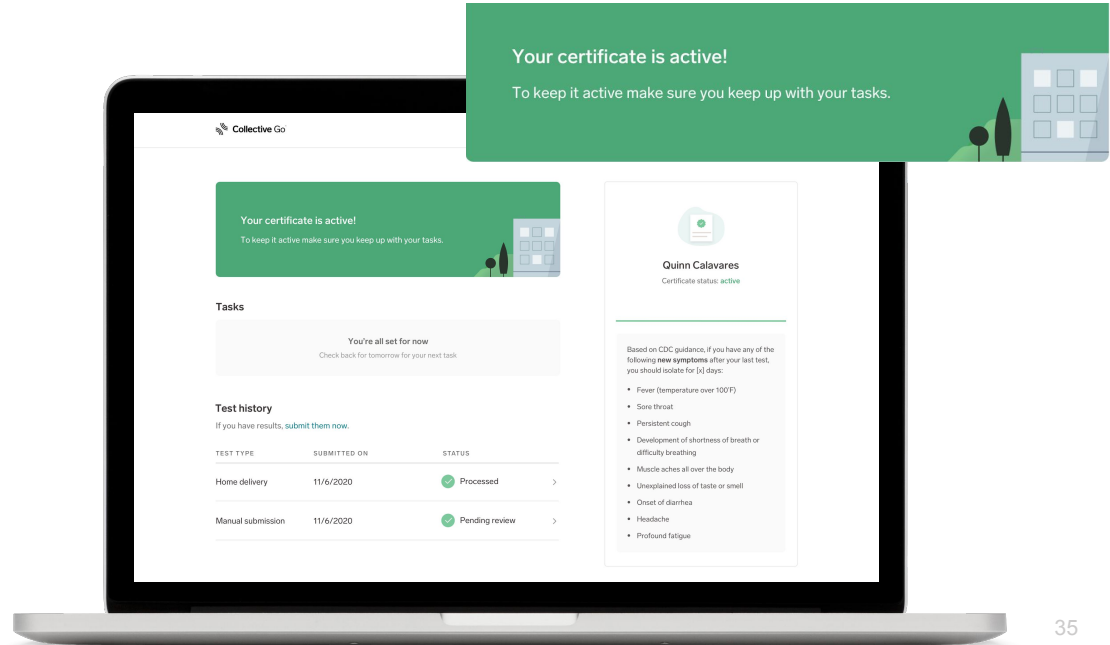 Your certificate is active!
To keep it active make sure you keep up with your tasks.
Collective Go
Your certificate is active!
To keep it active make sure you keep up with your tasks.
Tasks
You're all set for now
Check back for tomorrow for your next task
Test history
If you have results, submit them now.
TEST TYPE SUBMITTED ON STATUS
Home delivery 11/6/2020 Processed
Manual submission 11/6/2020 Pending review
Quinn Calavares
Certificate status: active
Based on CDC guidance, if you have any of the
following new symptoms after your last test,
you should isolate for [x] days:
• Fever (temperature over 100°F)
• Sore throat
• Persistent cough
• Development of shortness of breath or
difficulty breathing
• Muscle aches all over the body
• Unexplained loss of taste or smell
• Onset of diarrhea
• Headache
• Profound fatigue
35